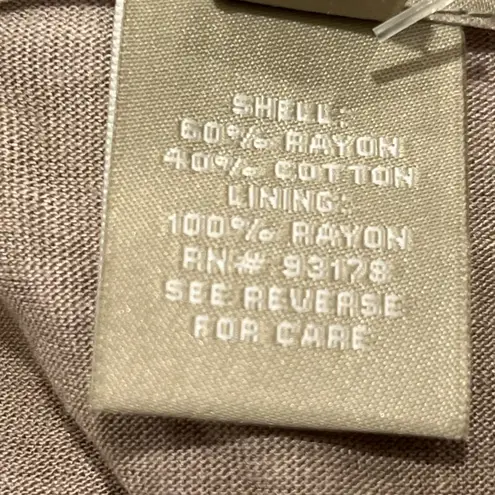 SHELL:
60% RAYON
40% COTTON
LINING:
100% RAYON
RN# 93178
SEE REVERSE
FOR CARE